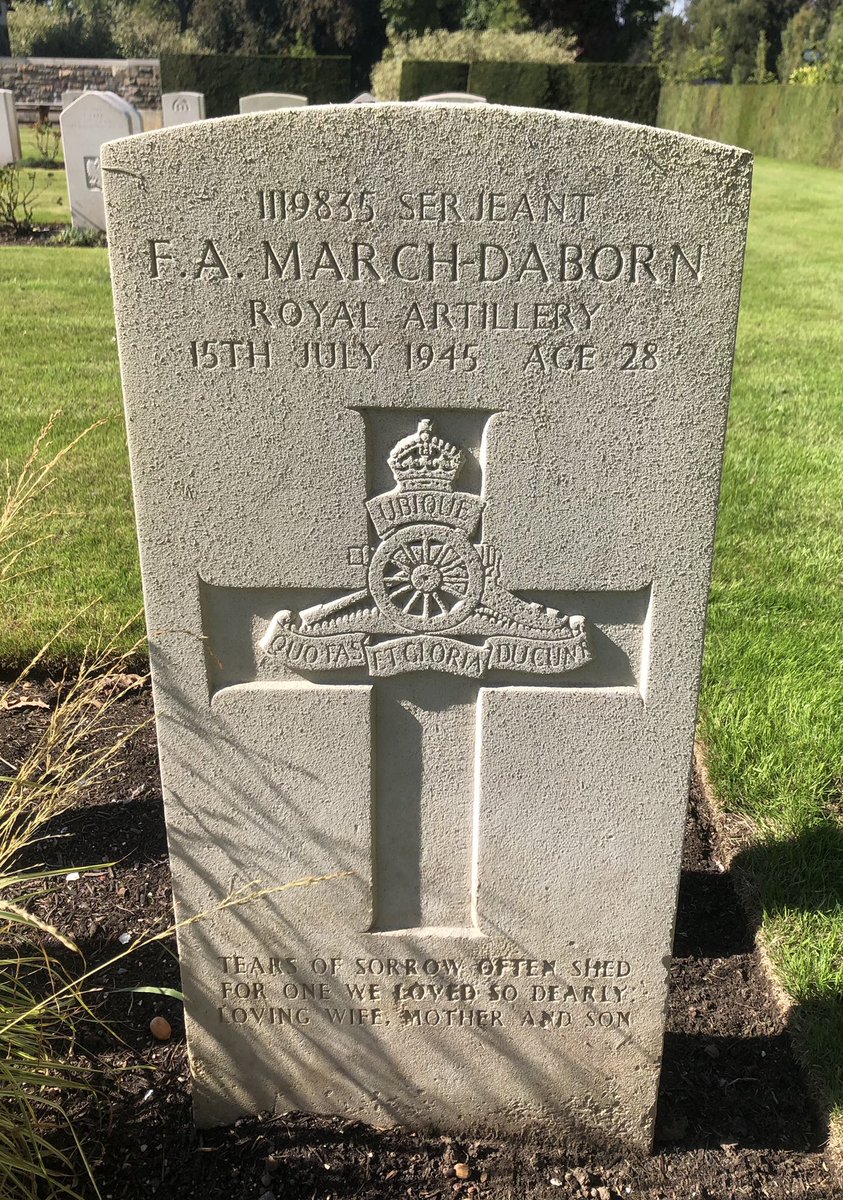 1119835 SERJEANT
F.A. MARCH-DABORN
ROYAL ARTILLERY
15TH JULY 1945 AGE 28
UBIQUE
QUO FAS ET GLORIA DUCUNT
TEARS OF SORROW OFTEN SHED
FOR ONE WE LOVED SO DEARLY.
LOVING WIFE, MOTHER AND SON